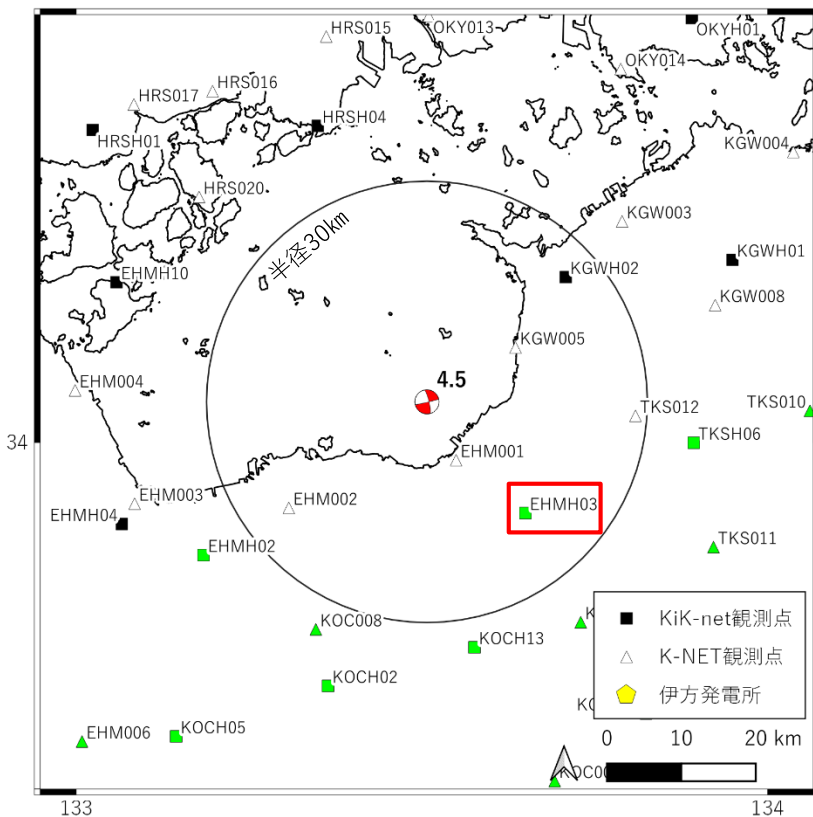 HRS015
OKY013
OKYH01
OKY014
HRS016
HRS017
HRSH04
HRSH01
KGW004
HRS020
KGW003
半径30km
KGWH01
EHMH10
KGWH02
KGW008
KGW005
EHM004
4.5
TKS010
TKS012
34
TKSH06
EHM001
EHM003
EHM002
EHMH03
EHMH04
EHMH02
TKS011
KOC008
KOCH13
KiK-net観測点
K-NET観測点
伊方発電所
KOCH02
EHM006
KOCH05
0 10 20 km
133
134